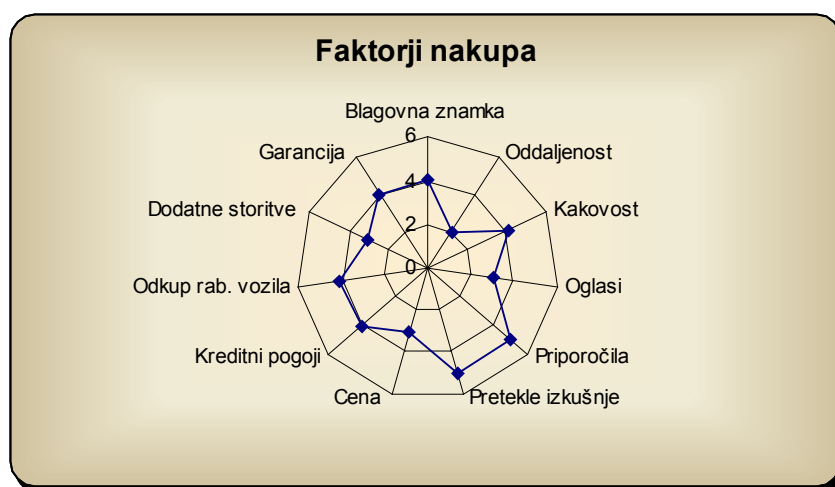 Faktorji nakupa
Blagovna znamka
Oddaljenost
Kakovost
Oglasi
Priporočila
Pretekle izkušnje
Cena
Kreditni pogoji
Odkup rab. vozila
Dodatne storitve
Garancija
6
4
2
0